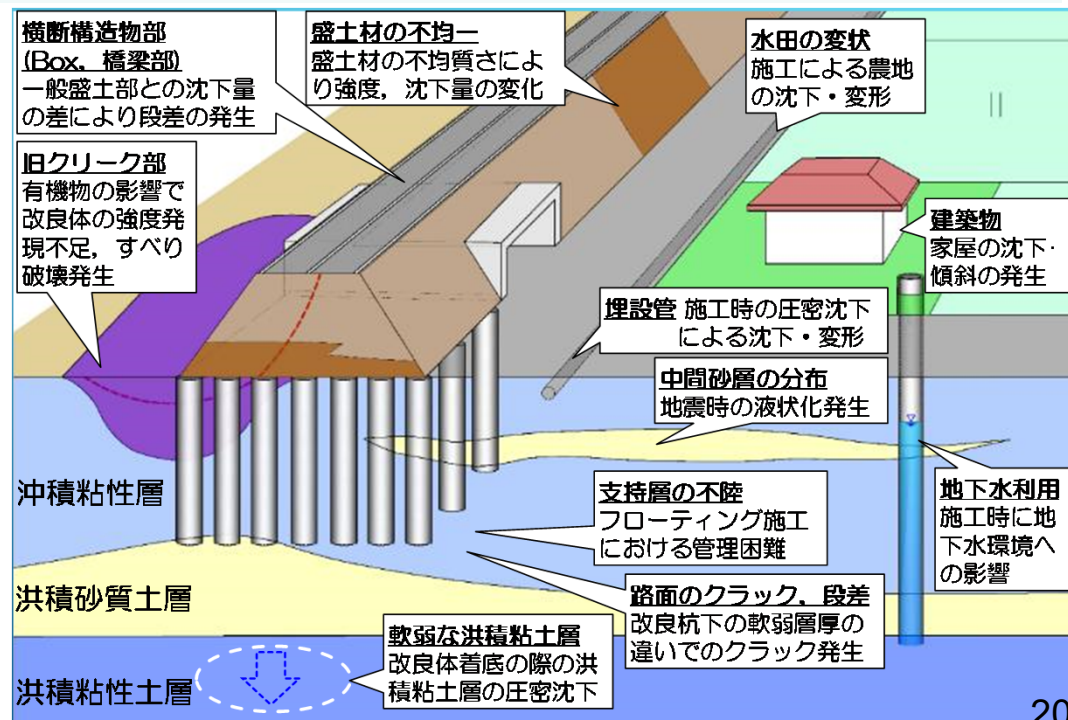 横断構造物部
(Box，橋梁部)
一般盛土部との沈下量
の差により段差の発生
盛土材の不均一
盛土材の不均質さによ
り強度，沈下量の変化
水田の変状
施工による農地
の沈下・変形
旧クリーク部
有機物の影響で
改良体の強度発
現不足，すべり
破壊発生
建築物
家屋の沈下・
傾斜の発生
埋設管 施工時の圧密沈下
による沈下・変形
中間砂層の分布
地震時の液状化発生
沖積粘性層
支持層の不陸
フローティング施工
における管理困難
地下水利用
施工時に地
下水環境へ
の影響
洪積砂質土層
路面のクラック，段差
改良杭下の軟弱層厚の
違いでのクラック発生
軟弱な洪積粘土層
改良体着底の際の洪
積粘土層の圧密沈下
洪積粘性土層
20